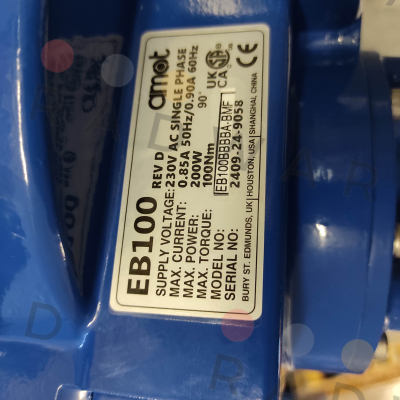 amot
EB100 REV D
SUPPLY VOLTAGE: 230V AC SINGLE PHASE
MAX. CURRENT: 0.85A 50Hz/0.90A 60Hz
MAX. POWER: 200W
MAX. TORQUE: 100Nm 90°
MODEL NO: EB100BBBBA-BMF
SERIAL NO: 2409-24-9058
BURY ST. EDMUNDS, UK | HOUSTON, USA | SHANGHAI, CHINA
UK
CA
CE